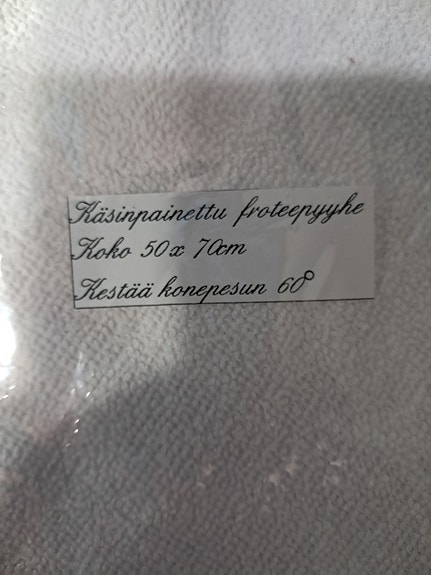 Käsinpainettu froteepyyhe
Koko 50 x 70cm
Kestää konepesun 60°